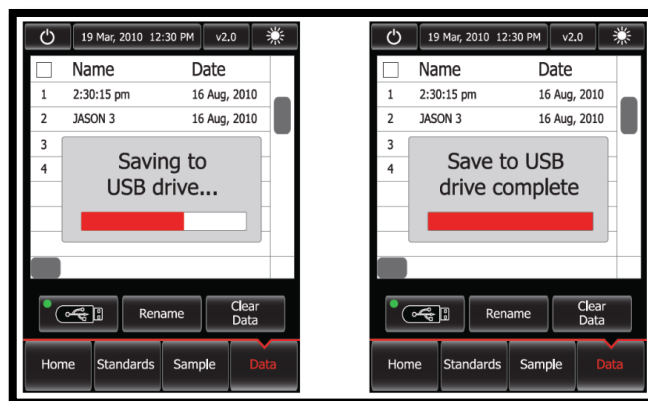 19 Mar, 2010 12:30 PM v2.0
Name Date
1 2:30:15 pm 16 Aug, 2010
2 JASON 3 16 Aug, 2010
3
4
Saving to
USB drive...
Rename
Clear
Data
Home Standards Sample Data
19 Mar, 2010 12:30 PM v2.0
Name Date
1 2:30:15 pm 16 Aug, 2010
2 JASON 3 16 Aug, 2010
3
4
Save to USB
drive complete
Rename
Clear
Data
Home Standards Sample Data